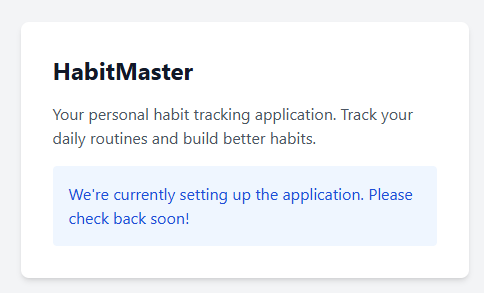 HabitMaster
Your personal habit tracking application. Track your
daily routines and build better habits.
We're currently setting up the application. Please
check back soon!